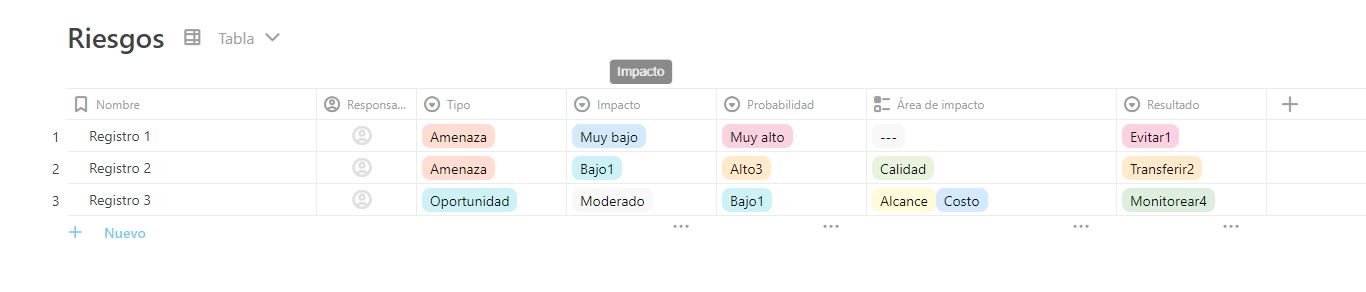 Riesgos Tabla
Impacto
Nombre Responsa... Tipo Impacto Probabilidad Área de impacto Resultado
1 Registro 1 Amenaza Muy bajo Muy alto --- Evitar1
2 Registro 2 Amenaza Bajo1 Alto3 Calidad Transferir2
3 Registro 3 Oportunidad Moderado Bajo1 Alcance Costo Monitorear4
+ Nuevo